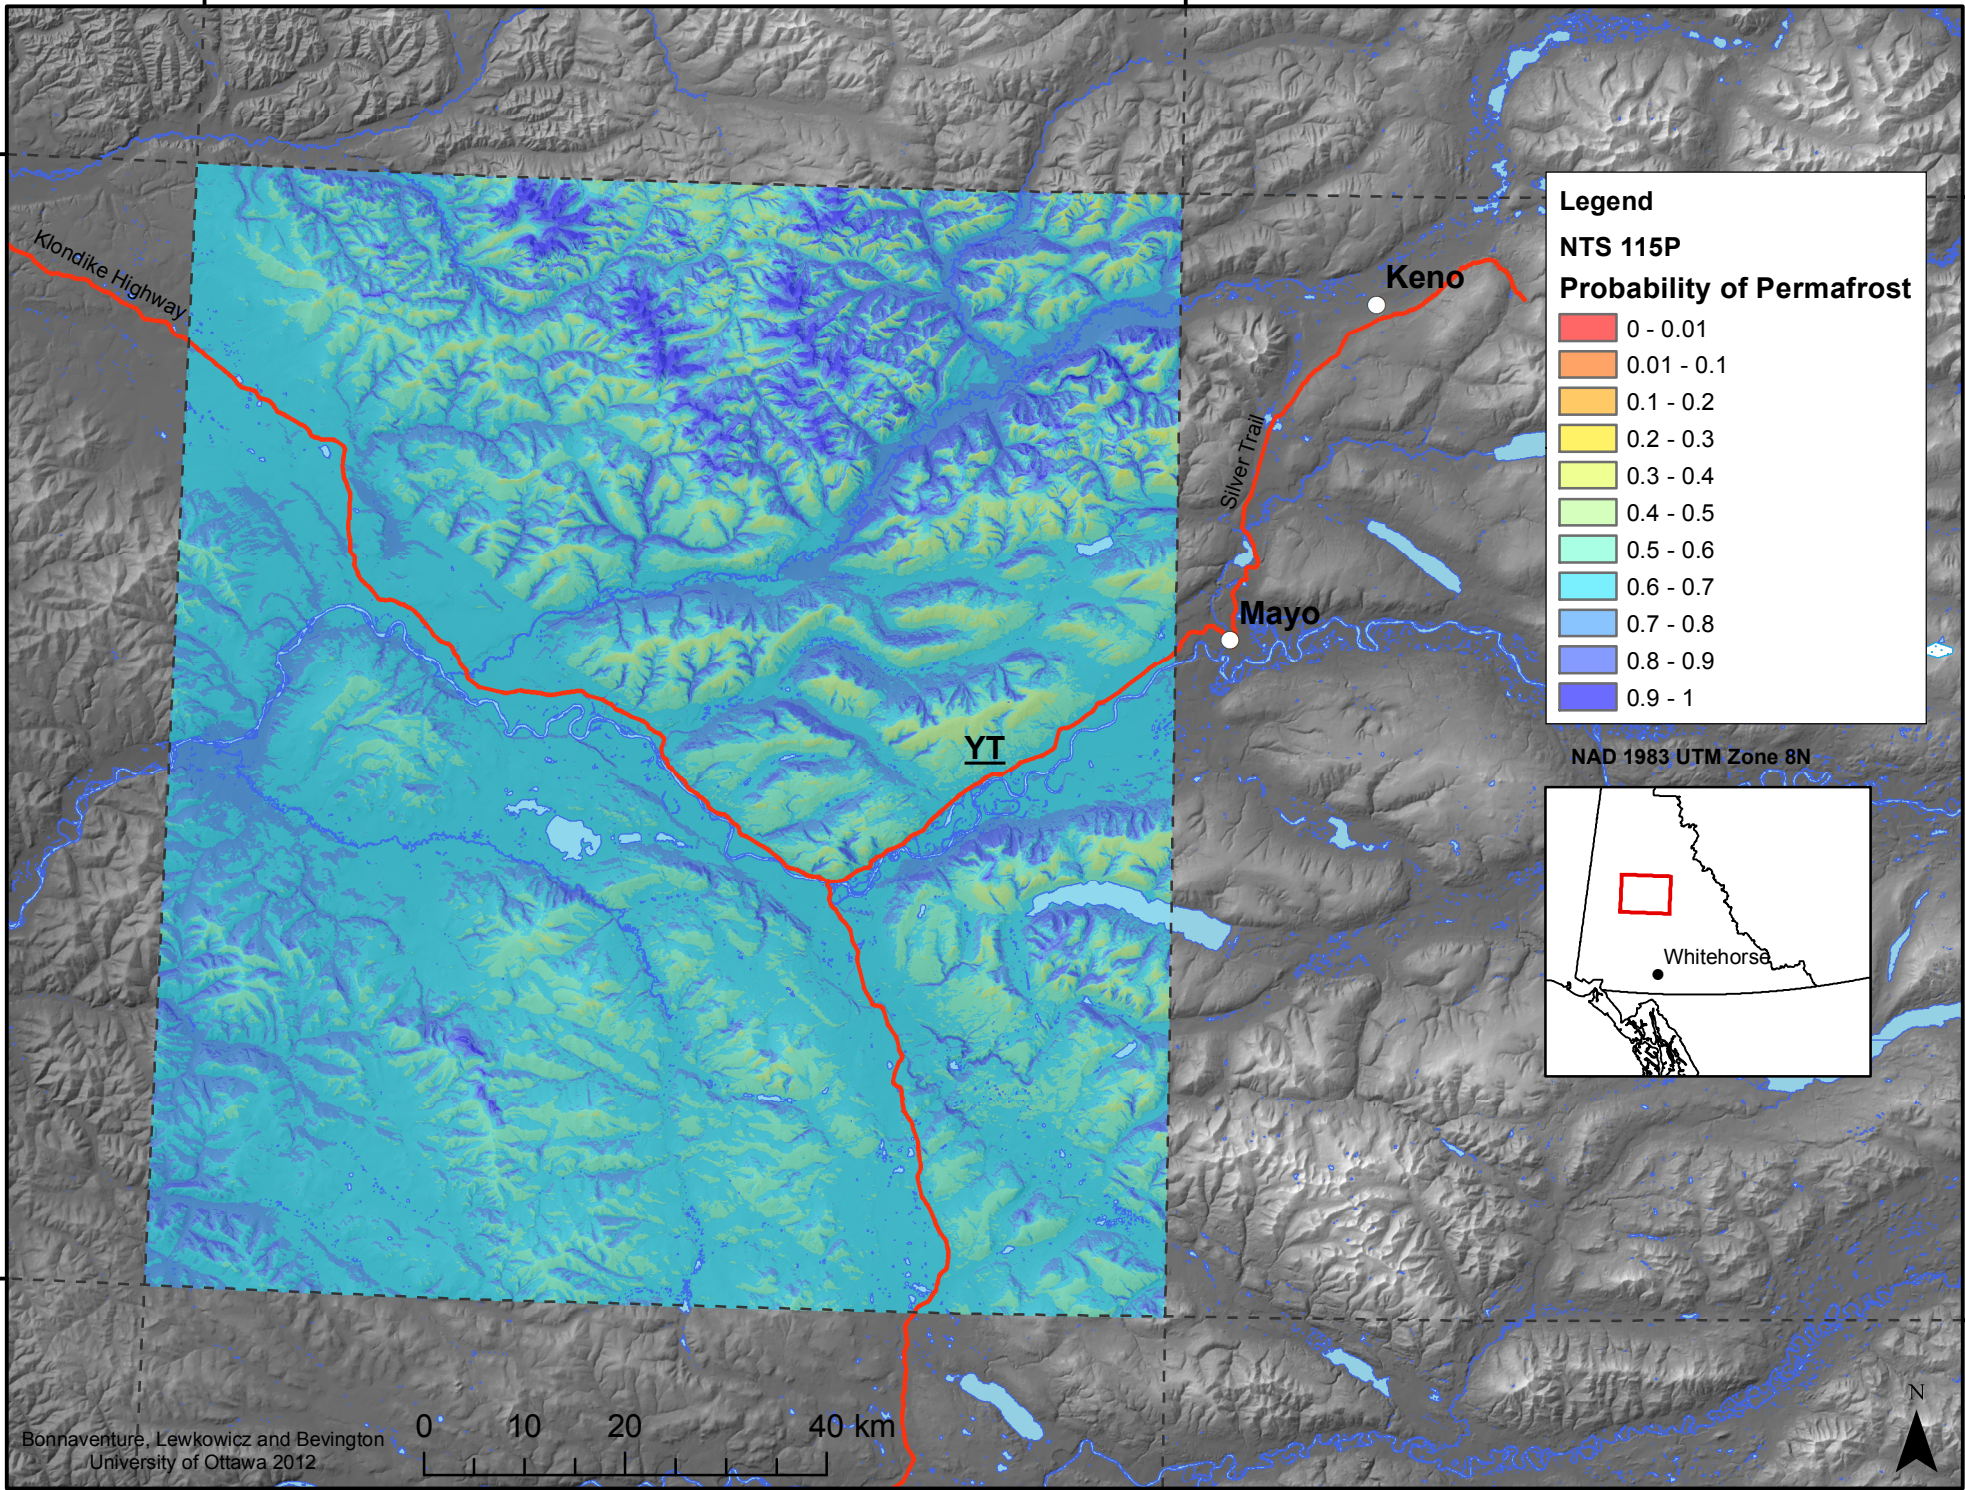 Klondike Highway
Keno
Silver Trail
Mayo
YT
Legend
NTS 115P
Probability of Permafrost
0 - 0.01
0.01 - 0.1
0.1 - 0.2
0.2 - 0.3
0.3 - 0.4
0.4 - 0.5
0.5 - 0.6
0.6 - 0.7
0.7 - 0.8
0.8 - 0.9
0.9 - 1
NAD 1983 UTM Zone 8N
Whitehorse
N
0 10 20 40 km
Bonnaventure, Lewkowicz and Bevington
University of Ottawa 2012